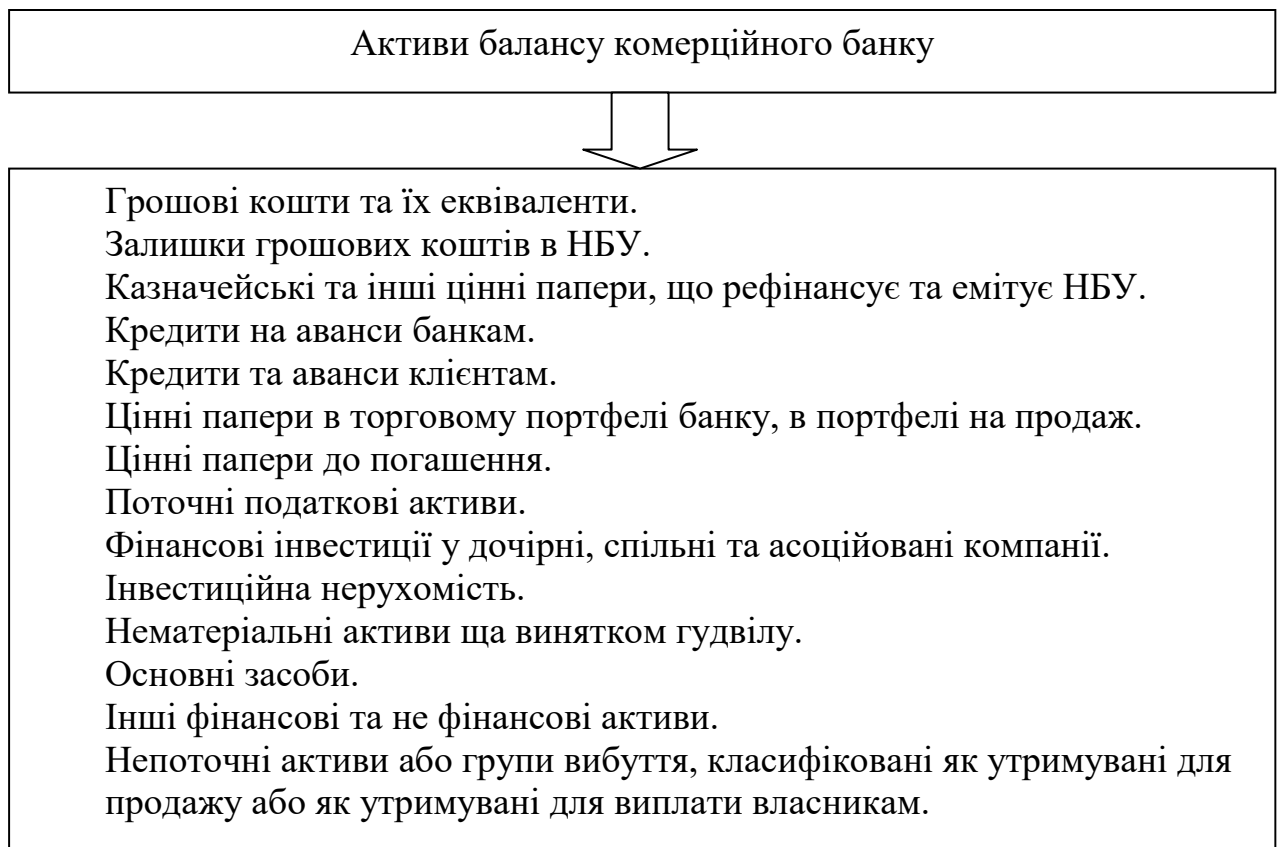 Активи балансу комерційного банку
Грошові кошти та їх еквіваленти.
Залишки грошових коштів в НБУ.
Казначейські та інші цінні папери, що рефінансує та емітує НБУ.
Кредити на аванси банкам.
Кредити та аванси клієнтам.
Цінні папери в торговому портфелі банку, в портфелі на продаж.
Цінні папери до погашення.
Поточні податкові активи.
Фінансові інвестиції у дочірні, спільні та асоційовані компанії.
Інвестиційна нерухомість.
Нематеріальні активи ща винятком гудвілу.
Основні засоби.
Інші фінансові та не фінансові активи.
Непоточні активи або групи вибуття, класифіковані як утримувані для
продажу або як утримувані для виплати власникам.